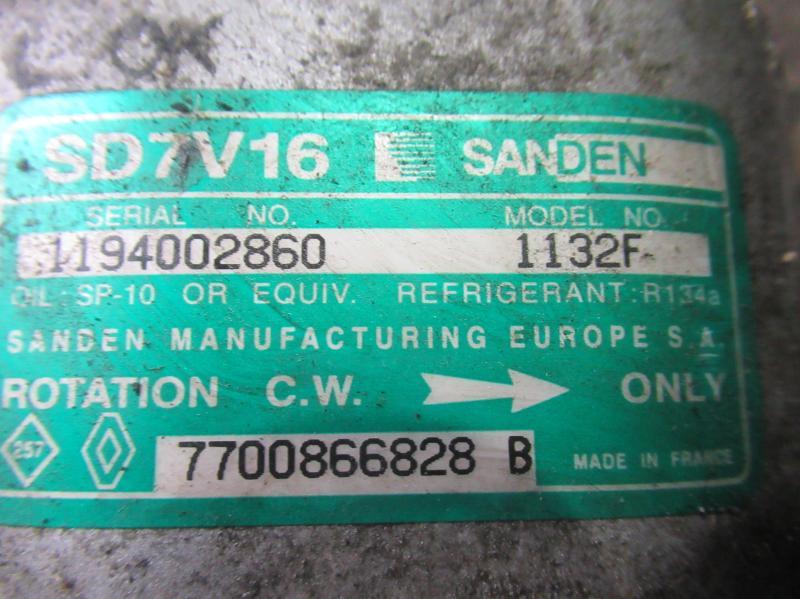 OK
SD7V16 SANDEN
SERIAL NO. MODEL NO.
1194002860 1132F
OIL: SP-10 OR EQUIV. REFRIGERANT: R134a
SANDEN MANUFACTURING EUROPE S.A.
ROTATION C.W. ONLY
257
7700866828 B MADE IN FRANCE